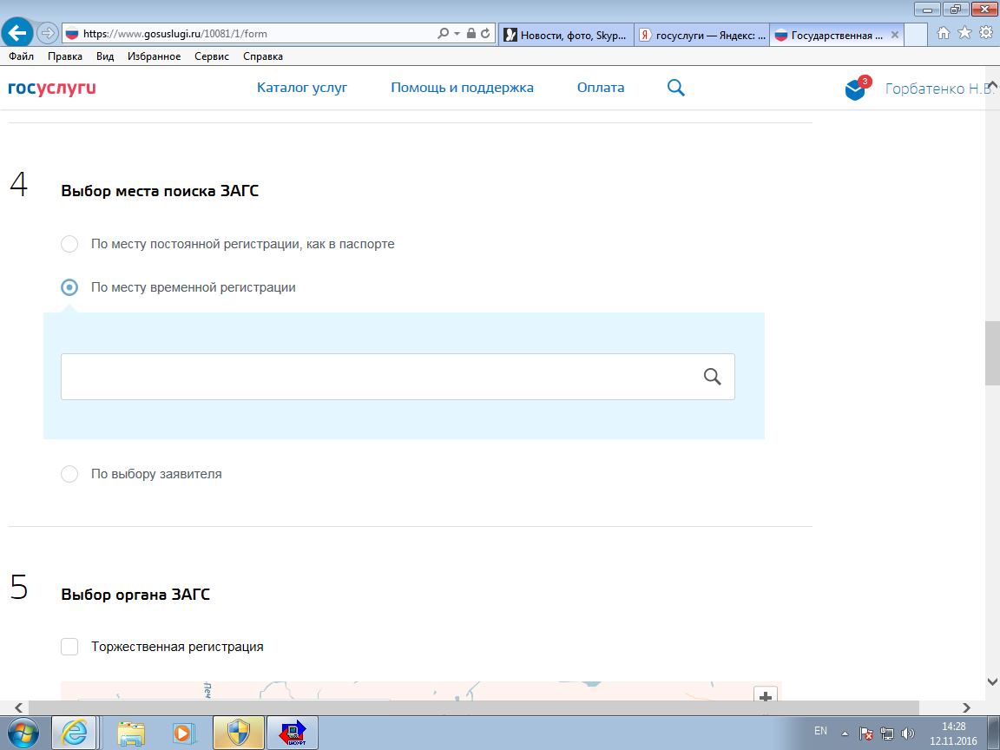 https://www.gosuslugi.ru/10081/1/form
Новости, фото, Skyp...
госуслуги — Яндекс: ...
Государственная ...
Файл Правка Вид Избранное Сервис Справка
госуслуги
Каталог услуг Помощь и поддержка Оплата
3
Горбатенко Н.В.
4
Выбор места поиска ЗАГС
По месту постоянной регистрации, как в паспорте
По месту временной регистрации
По выбору заявителя
5
Выбор органа ЗАГС
Торжественная регистрация
Печ
EN
14:28
12.11.2016